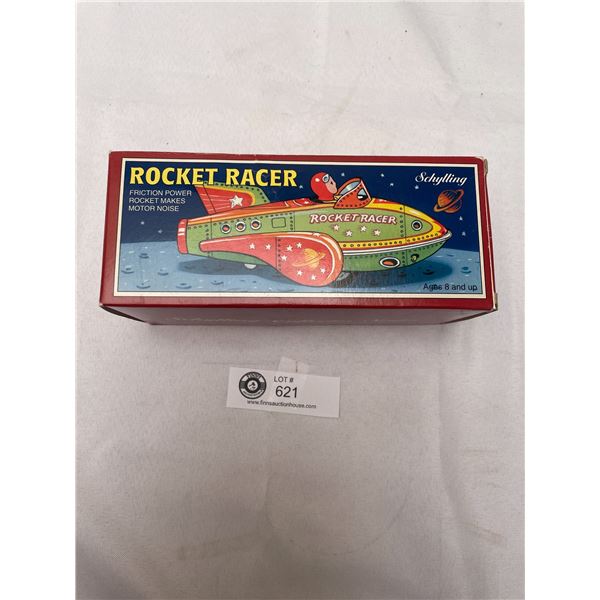 ROCKET RACER
FRICTION POWER
ROCKET MAKES
MOTOR NOISE
Schylling
ROCKET RACER
Ages 8 and up
LOT #
621
www.finnsauctionhouse.com